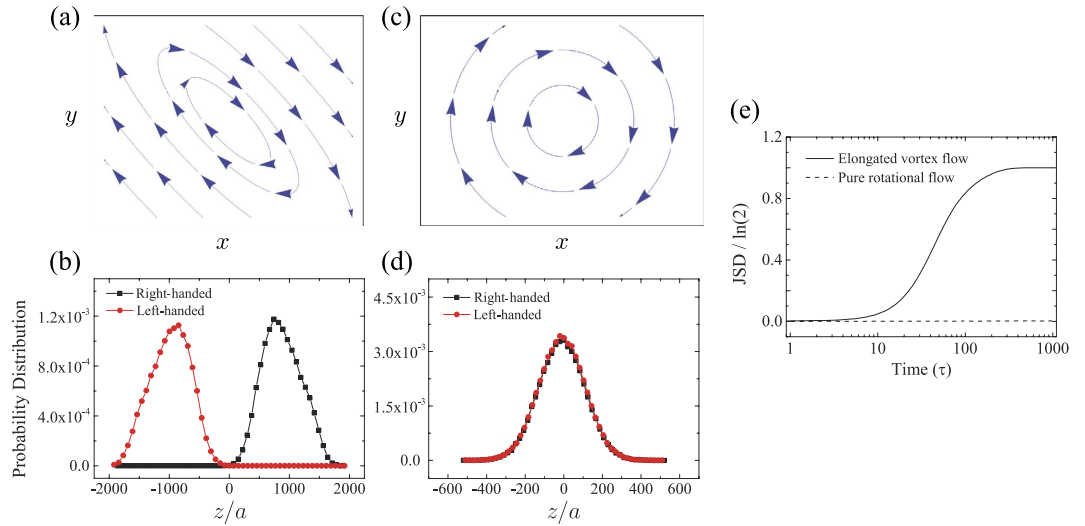 (a)
y
x
(c)
y
x
(b)
Probability Distribution
1.2x10⁻³
8.0x10⁻⁴
4.0x10⁻⁴
0.0
Right-handed
Left-handed
-2000 -1000 0 1000 2000
z/a
(d)
4.5x10⁻³
3.0x10⁻³
1.5x10⁻³
0.0
Right-handed
Left-handed
-600 -400 -200 0 200 400 600
z/a
(e)
JSD / ln(2)
1.2
0.8
0.4
0.0
Elongated vortex flow
Pure rotational flow
1 10 100 1000
Time (τ)